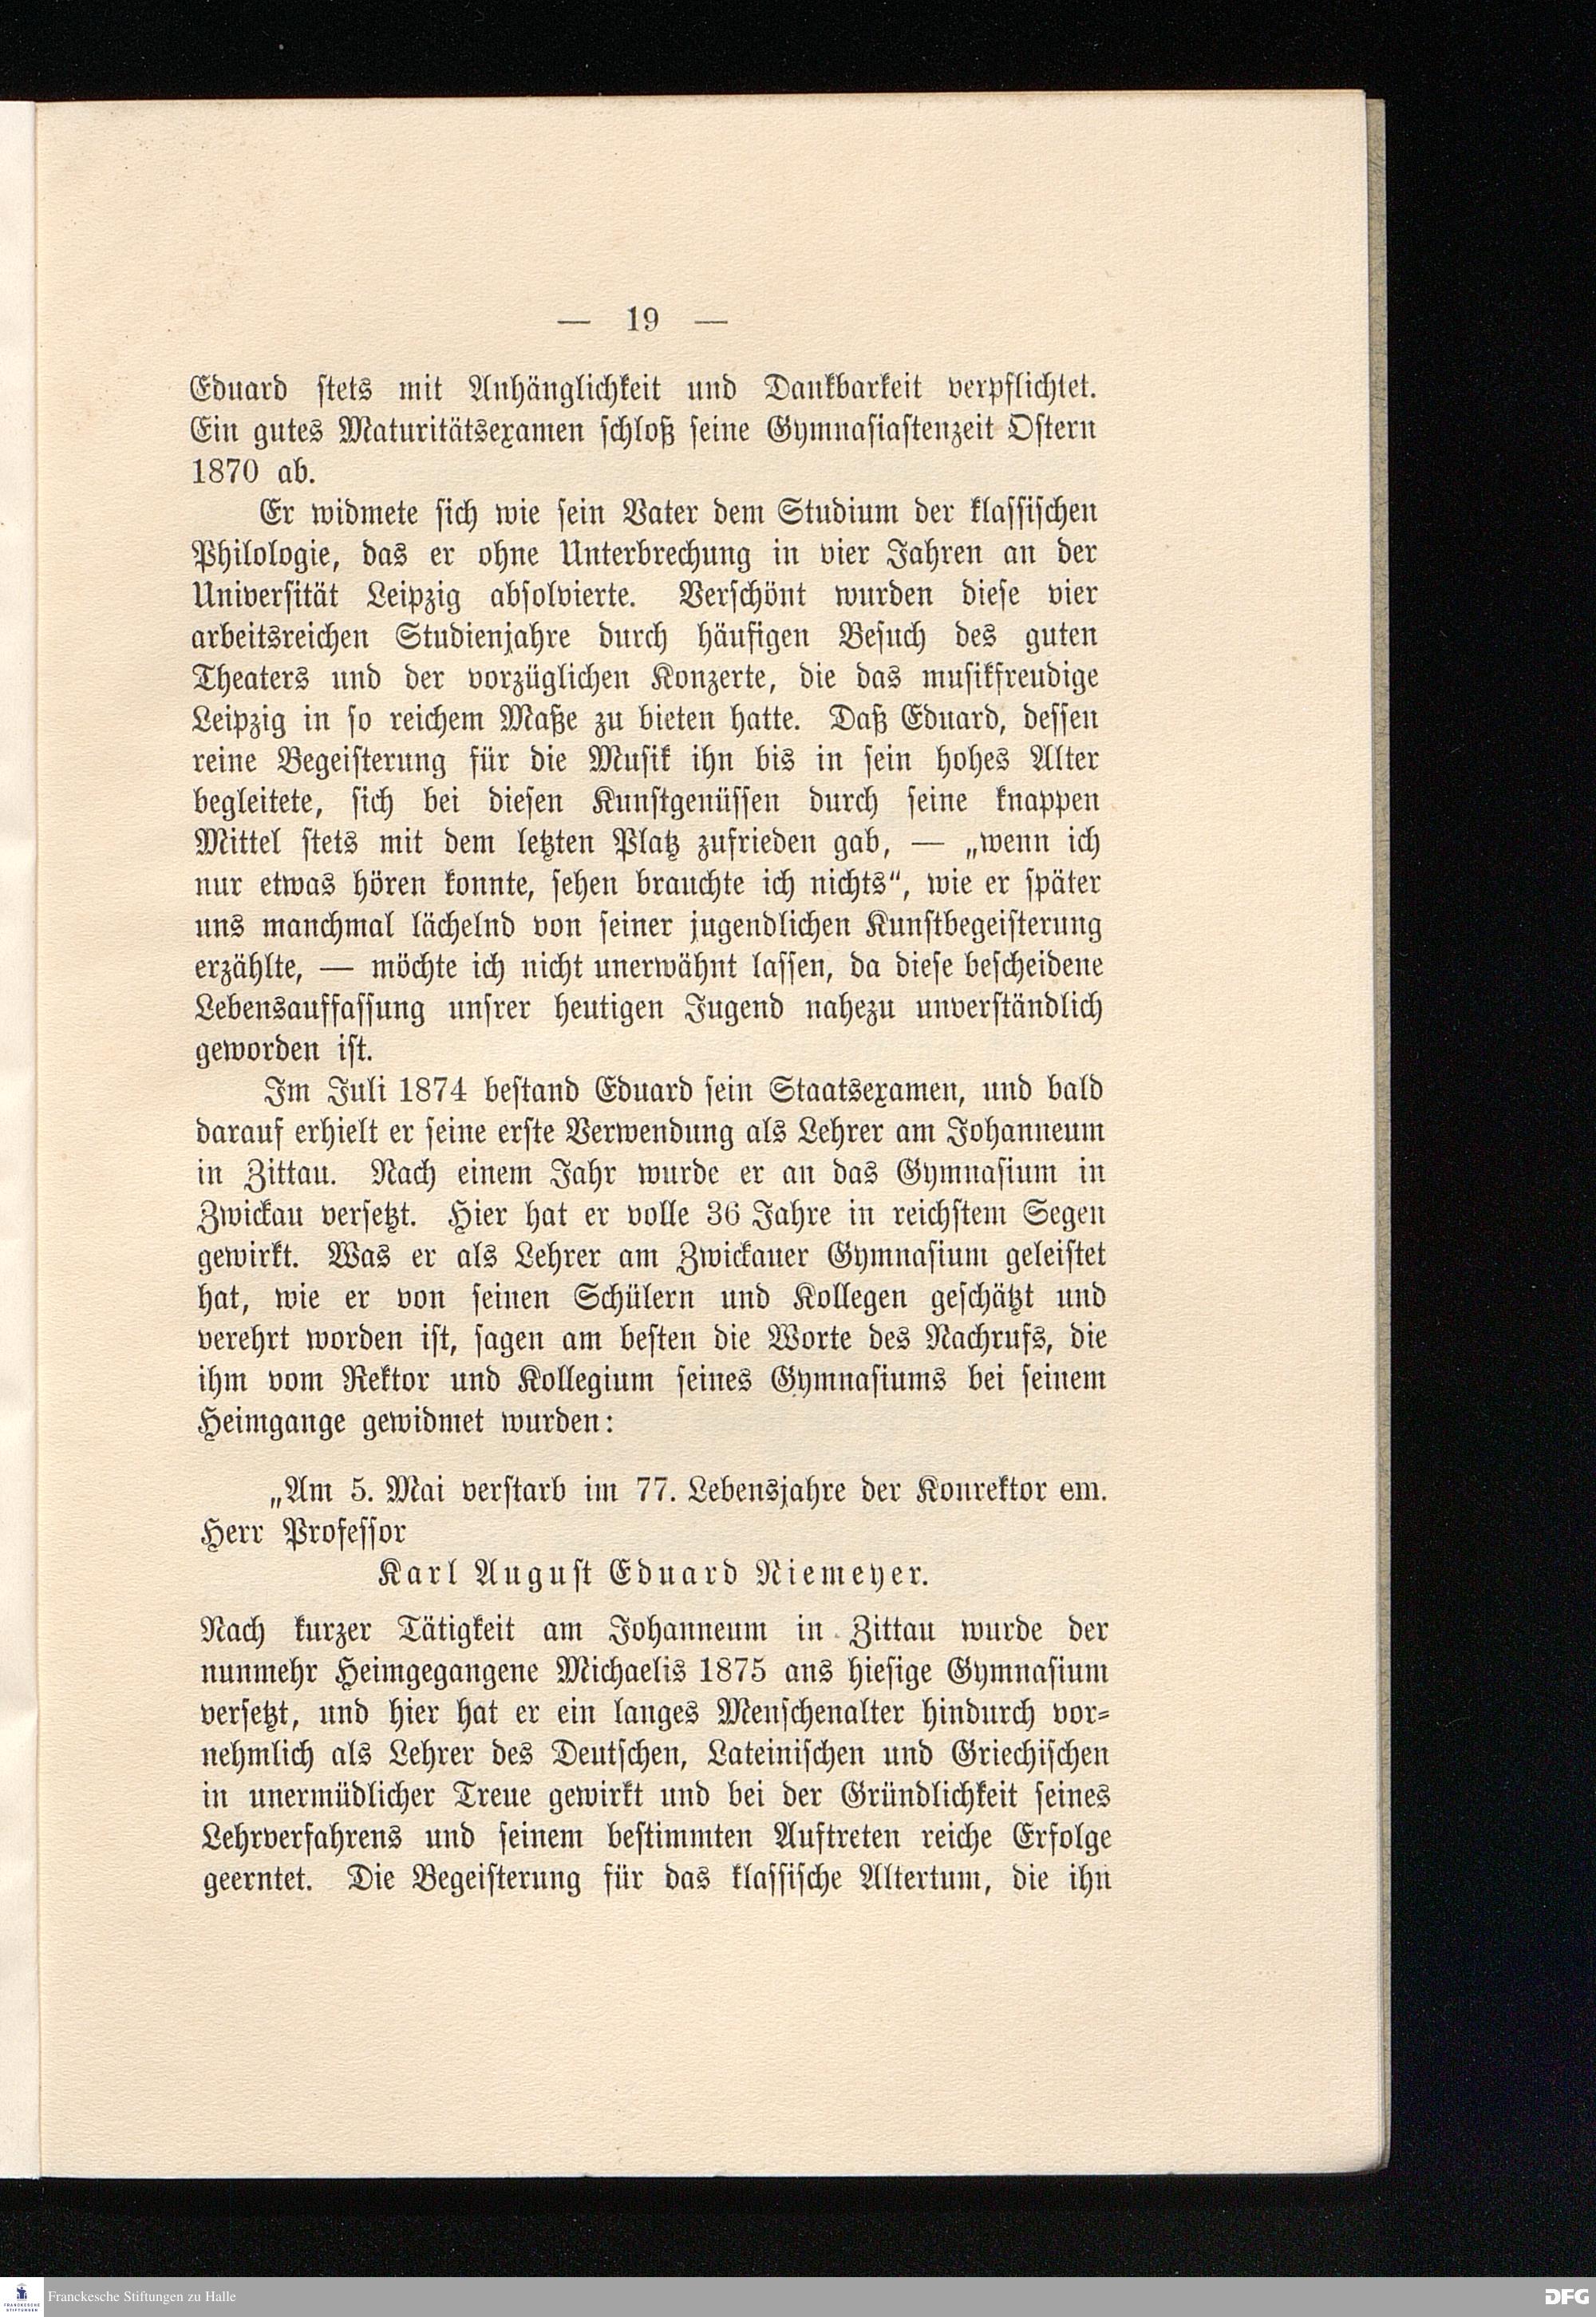 — 19 —
Eduard stets mit Anhänglichkeit und Dankbarkeit verpflichtet.
Ein gutes Maturitätsexamen schloß seine Gymnasiastenzeit Ostern
1870 ab.
Er widmete sich wie sein Vater dem Studium der klassischen
Philologie, das er ohne Unterbrechung in vier Jahren an der
Universität Leipzig absolvierte. Verschönt wurden diese vier
arbeitsreichen Studienjahre durch häufigen Besuch des guten
Theaters und der vorzüglichen Konzerte, die das musikfreudige
Leipzig in so reichem Maße zu bieten hatte. Daß Eduard, dessen
reine Begeisterung für die Musik ihn bis in sein hohes Alter
begleitete, sich bei diesen Kunstgenüssen durch seine knappen
Mittel stets mit dem letzten Platz zufrieden gab, — „wenn ich
nur etwas hören konnte, sehen brauchte ich nichts“, wie er später
uns manchmal lächelnd von seiner jugendlichen Kunstbegeisterung
erzählte, — möchte ich nicht unerwähnt lassen, da diese bescheidene
Lebensauffassung unsrer heutigen Jugend nahezu unverständlich
geworden ist.
Im Juli 1874 bestand Eduard sein Staatsexamen, und bald
darauf erhielt er seine erste Verwendung als Lehrer am Johanneum
in Zittau. Nach einem Jahr wurde er an das Gymnasium in
Zwickau versetzt. Hier hat er volle 36 Jahre in reichstem Segen
gewirkt. Was er als Lehrer am Zwickauer Gymnasium geleistet
hat, wie er von seinen Schülern und Kollegen geschätzt und
verehrt worden ist, sagen am besten die Worte des Nachrufs, die
ihm vom Rektor und Kollegium seines Gymnasiums bei seinem
Heimgange gewidmet wurden:
„Am 5. Mai verstarb im 77. Lebensjahre der Konrektor em.
Herr Professor
Karl August Eduard Niemeyer.
Nach kurzer Tätigkeit am Johanneum in Zittau wurde der
nunmehr Heimgegangene Michaelis 1875 ans hiesige Gymnasium
versetzt, und hier hat er ein langes Menschenalter hindurch vor-
nehmlich als Lehrer des Deutschen, Lateinischen und Griechischen
in unermüdlicher Treue gewirkt und bei der Gründlichkeit seines
Lehrverfahrens und seinem bestimmten Auftreten reiche Erfolge
geerntet. Die Begeisterung für das klassische Altertum, die ihn
FRANCKESCHE
STIFTUNGEN
Franckesche Stiftungen zu Halle
DFG